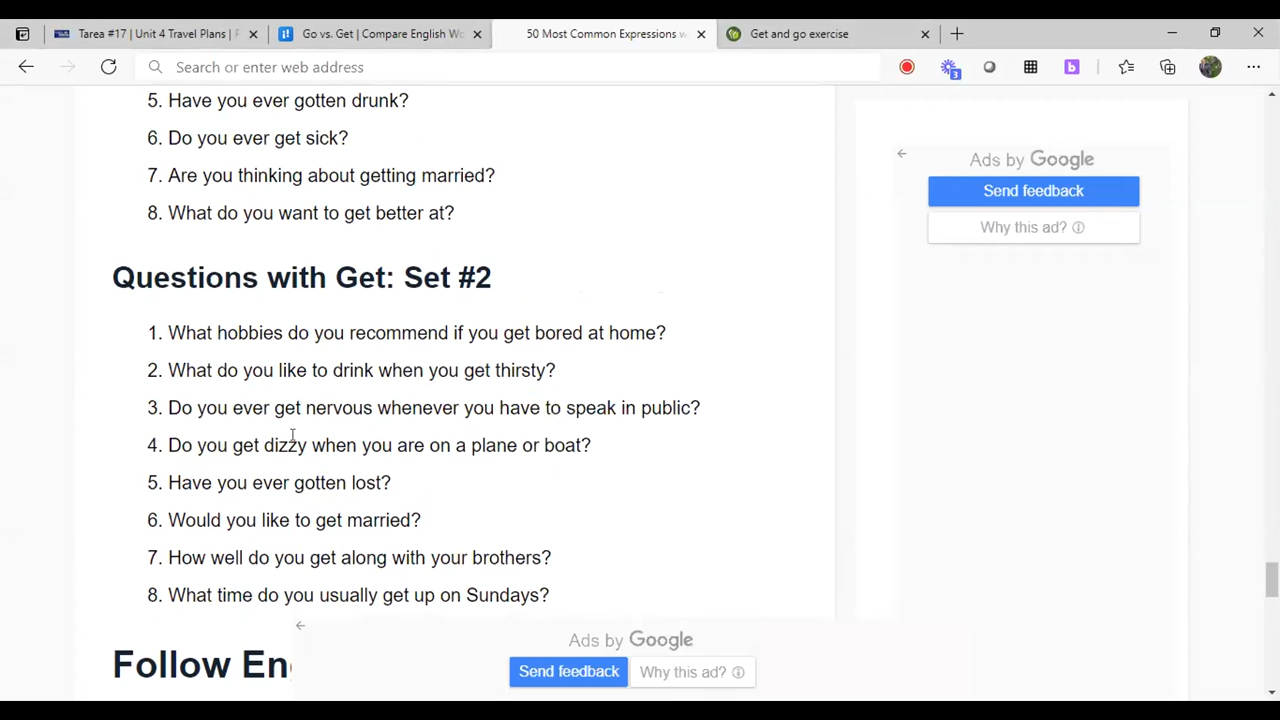 Tarea #17 | Unit 4 Travel Plans |
Go vs. Get | Compare English Wo
50 Most Common Expressions w
Get and go exercise
Search or enter web address
3
b
5. Have you ever gotten drunk?
6. Do you ever get sick?
7. Are you thinking about getting married?
8. What do you want to get better at?
Ads by Google
Send feedback
Why this ad?
Questions with Get: Set #2
1. What hobbies do you recommend if you get bored at home?
2. What do you like to drink when you get thirsty?
3. Do you ever get nervous whenever you have to speak in public?
4. Do you get dizzy when you are on a plane or boat?
5. Have you ever gotten lost?
6. Would you like to get married?
7. How well do you get along with your brothers?
8. What time do you usually get up on Sundays?
Follow En
Ads by Google
Send feedback
Why this ad?